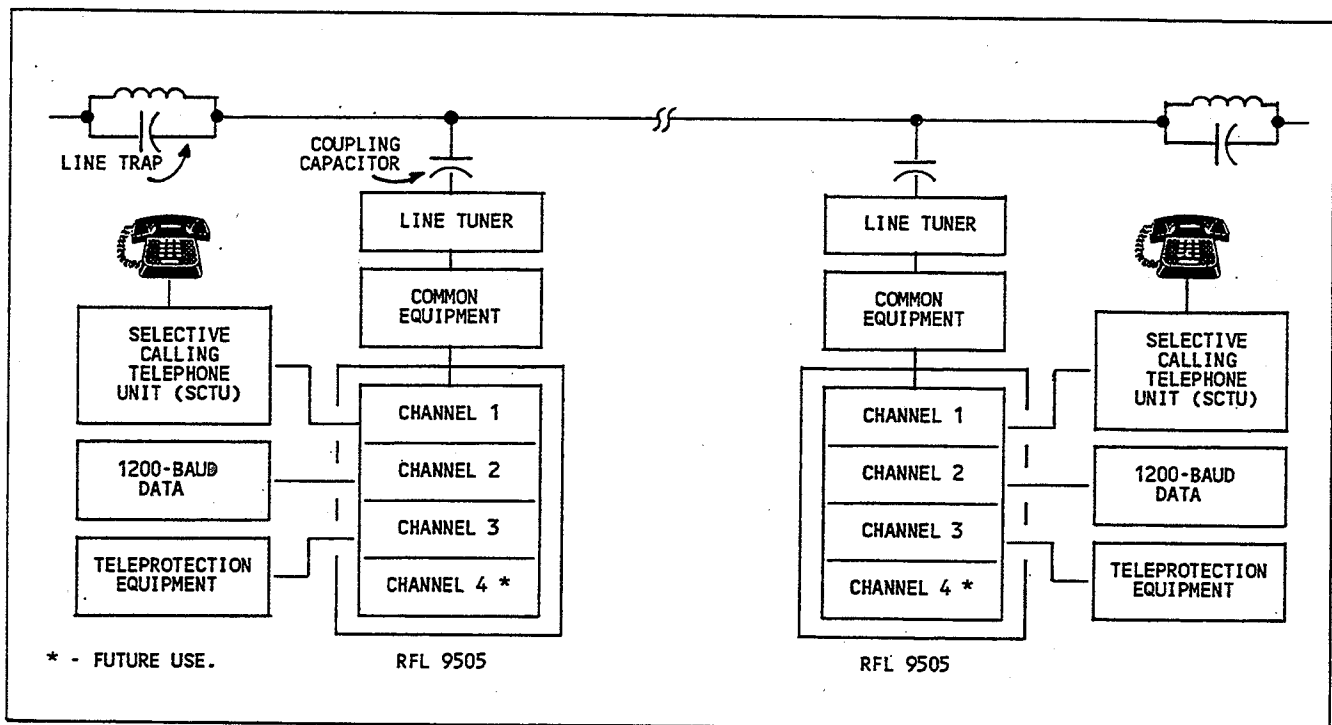 LINE TRAP
COUPLING
CAPACITOR
LINE TUNER
COMMON
EQUIPMENT
SELECTIVE
CALLING
TELEPHONE
UNIT (SCTU)
1200-BAUD
DATA
TELEPROTECTION
EQUIPMENT
CHANNEL 1
CHANNEL 2
CHANNEL 3
CHANNEL 4 *
* - FUTURE USE.
RFL 9505
LINE TUNER
COMMON
EQUIPMENT
CHANNEL 1
CHANNEL 2
CHANNEL 3
CHANNEL 4 *
RFL 9505
SELECTIVE
CALLING
TELEPHONE
UNIT (SCTU)
1200-BAUD
DATA
TELEPROTECTION
EQUIPMENT